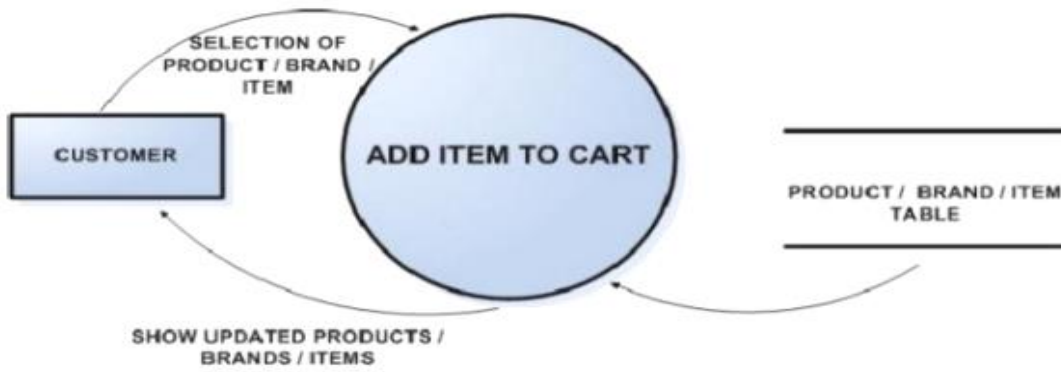 SELECTION OF
PRODUCT / BRAND /
ITEM
CUSTOMER
ADD ITEM TO CART
PRODUCT / BRAND / ITEM
TABLE
SHOW UPDATED PRODUCTS /
BRANDS / ITEMS